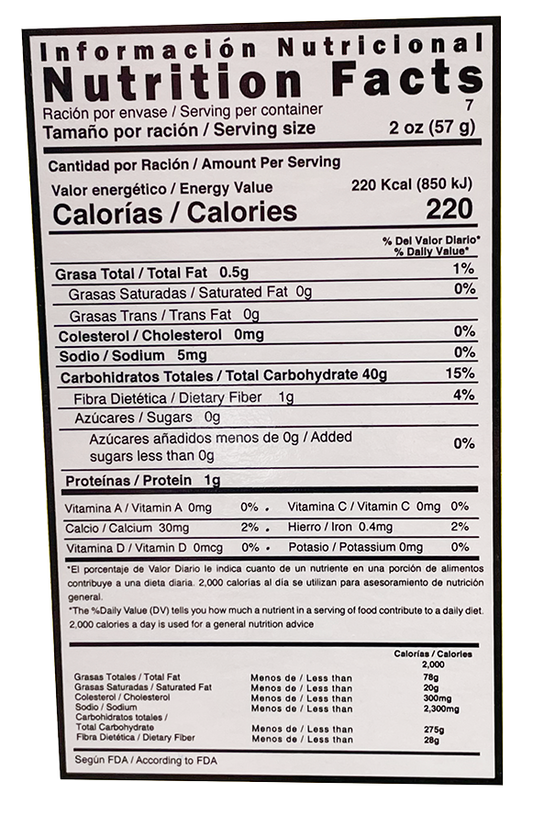 Información Nutricional
Nutrition Facts
Ración por envase / Serving per container 7
Tamaño por ración / Serving size 2 oz (57 g)
Cantidad por Ración / Amount Per Serving
Valor energético / Energy Value 220 Kcal (850 kJ)
Calorías / Calories 220
% Del Valor Diario*
% Daily Value*
Grasa Total / Total Fat 0.5g 1%
Grasas Saturadas / Saturated Fat 0g 0%
Grasas Trans / Trans Fat 0g
Colesterol / Cholesterol 0mg 0%
Sodio / Sodium 5mg 0%
Carbohidratos Totales / Total Carbohydrate 40g 15%
Fibra Dietética / Dietary Fiber 1g 4%
Azúcares / Sugars 0g
Azúcares añadidos menos de 0g / Added
sugars less than 0g 0%
Proteínas / Protein 1g
Vitamina A / Vitamin A 0mg 0% • Vitamina C / Vitamin C 0mg 0%
Calcio / Calcium 30mg 2% • Hierro / Iron 0.4mg 2%
Vitamina D / Vitamin D 0mcg 0% • Potasio / Potassium 0mg 0%
*El porcentaje de Valor Diario le indica cuanto de un nutriente en una porción de alimentos
contribuye a una dieta diaria. 2,000 calorias al día se utilizan para asesoramiento de nutrición
general.
*The %Daily Value (DV) tells you how much a nutrient in a serving of food contribute to a daily diet.
2,000 calories a day is used for a general nutrition advice
Calorías / Calories
2,000
Grasas Totales / Total Fat Menos de / Less than 78g
Grasas Saturadas / Saturated Fat Menos de / Less than 20g
Colesterol / Cholesterol Menos de / Less than 300mg
Sodio / Sodium Menos de / Less than 2,300mg
Carbohidratos totales /
Total Carbohydrate Menos de / Less than 275g
Fibra Dietética / Dietary Fiber Menos de / Less than 28g
Según FDA / According to FDA